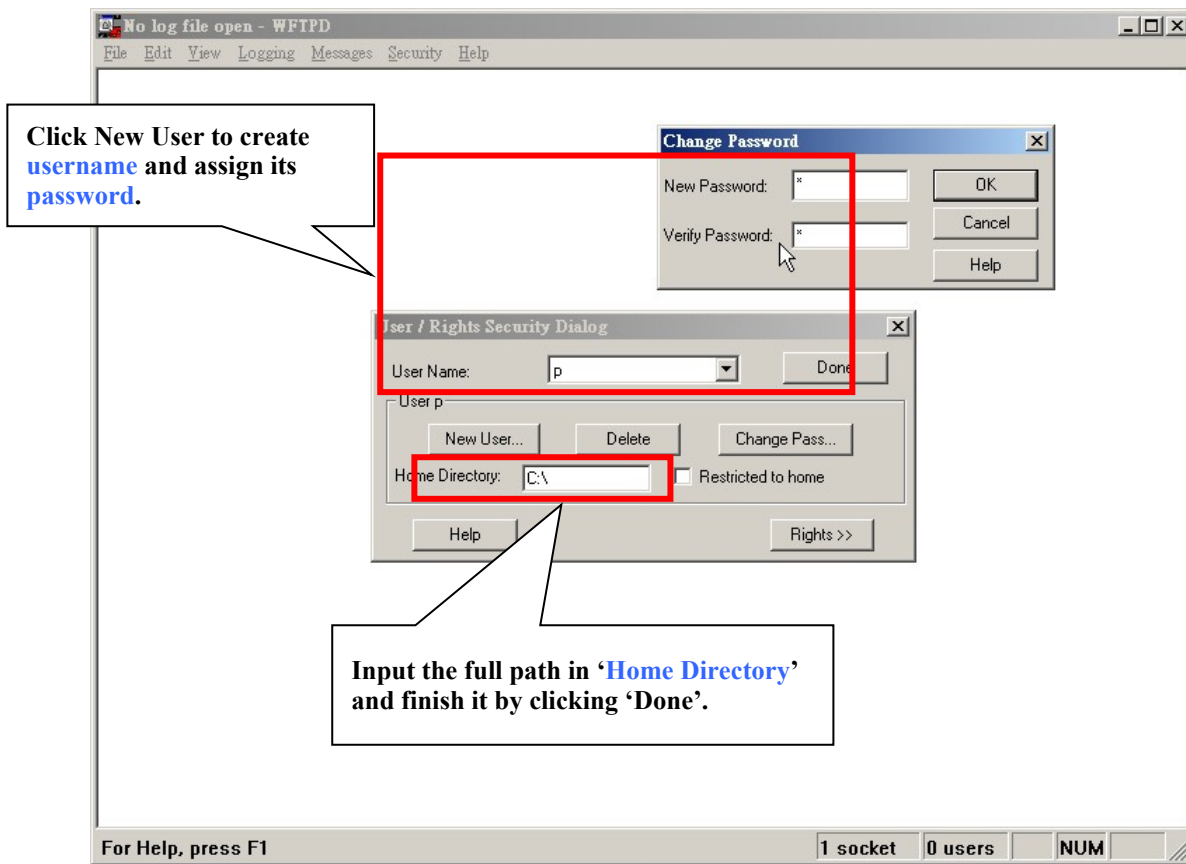 No log file open - WFTPD
File Edit View Logging Messages Security Help
Click New User to create
username and assign its
password.
Change Password
New Password: * OK
Verify Password: * Cancel
Help
User / Rights Security Dialog
User Name: p Done
User p
New User... Delete Change Pass...
Home Directory: C:\ Restricted to home
Help Rights >>
Input the full path in ‘Home Directory’
and finish it by clicking ‘Done’.
For Help, press F1 1 socket 0 users NUM